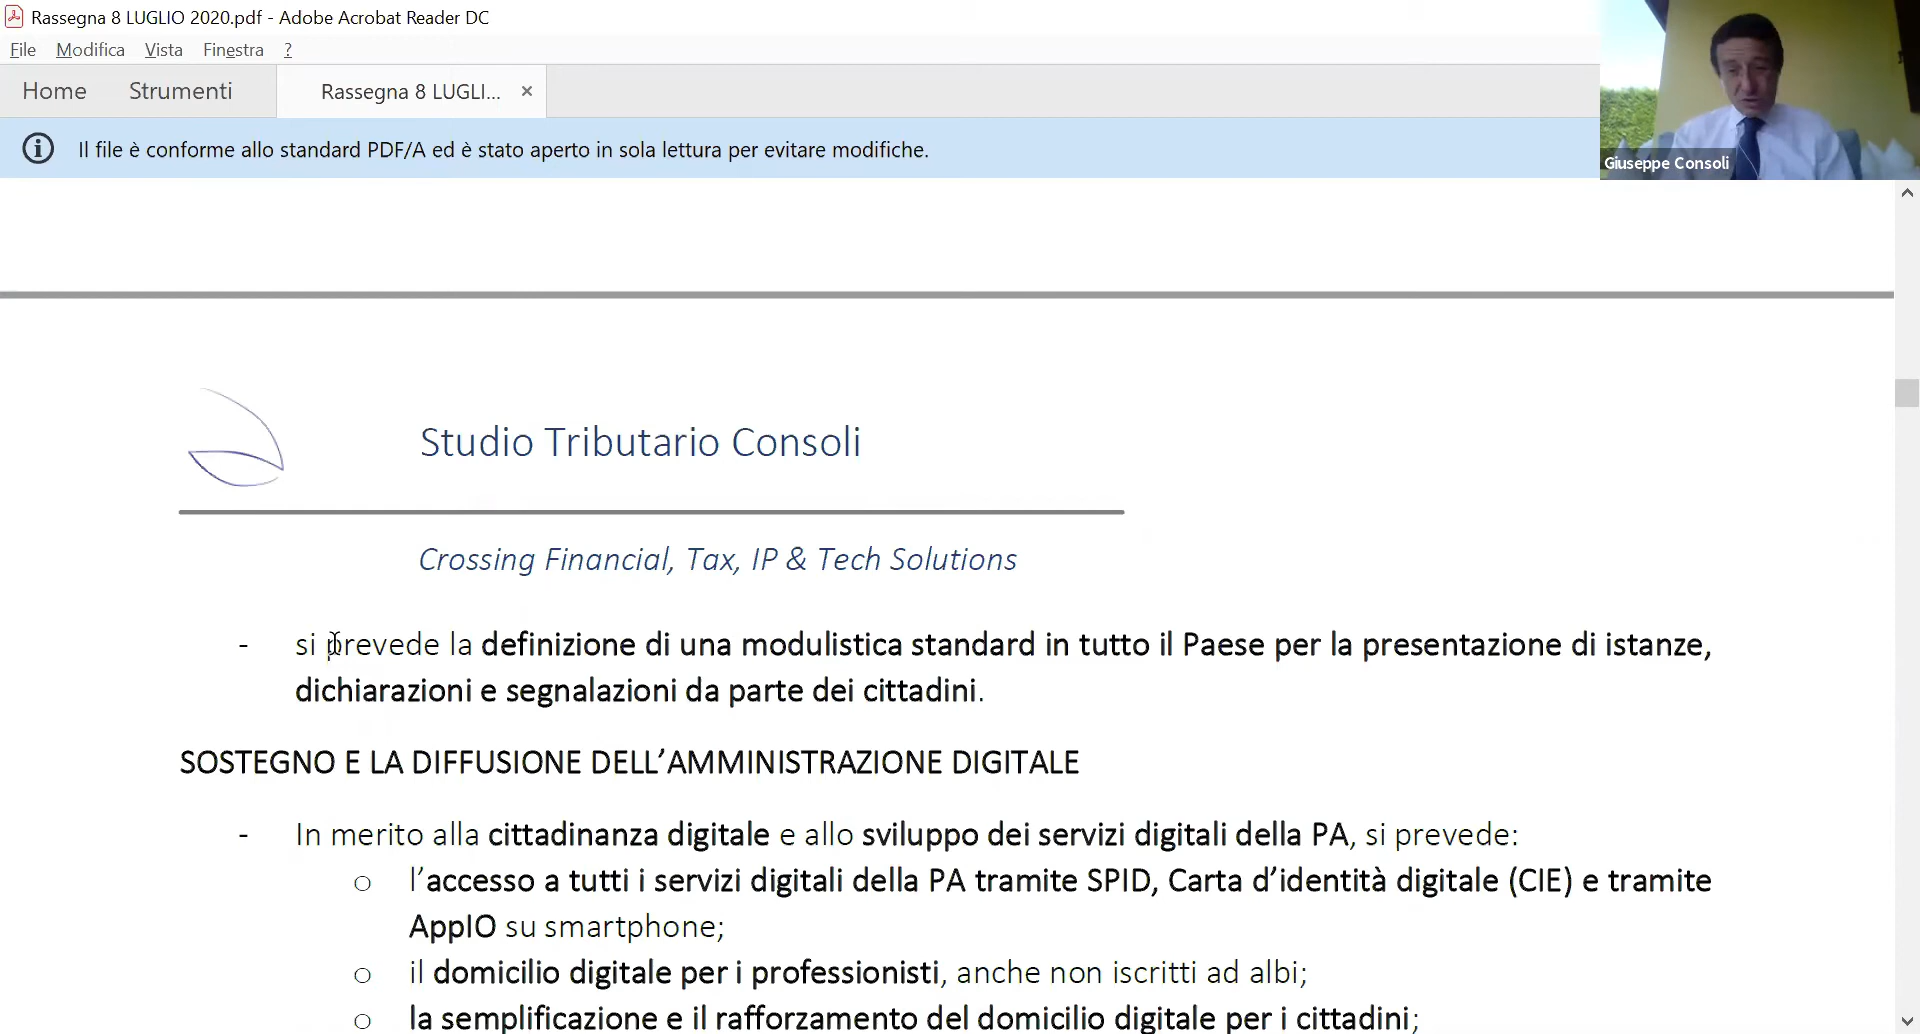 Rassegna 8 LUGLIO 2020.pdf - Adobe Acrobat Reader DC
File Modifica Vista Finestra ?
Home Strumenti Rassegna 8 LUGLI... ×
Il file è conforme allo standard PDF/A ed è stato aperto in sola lettura per evitare modifiche.
Giuseppe Consoli
Studio Tributario Consoli
Crossing Financial, Tax, IP & Tech Solutions
- si prevede la definizione di una modulistica standard in tutto il Paese per la presentazione di istanze,
dichiarazioni e segnalazioni da parte dei cittadini.
SOSTEGNO E LA DIFFUSIONE DELL’AMMINISTRAZIONE DIGITALE
- In merito alla cittadinanza digitale e allo sviluppo dei servizi digitali della PA, si prevede:
o l’accesso a tutti i servizi digitali della PA tramite SPID, Carta d’identità digitale (CIE) e tramite
AppIO su smartphone;
o il domicilio digitale per i professionisti, anche non iscritti ad albi;
o la semplificazione e il rafforzamento del domicilio digitale per i cittadini;